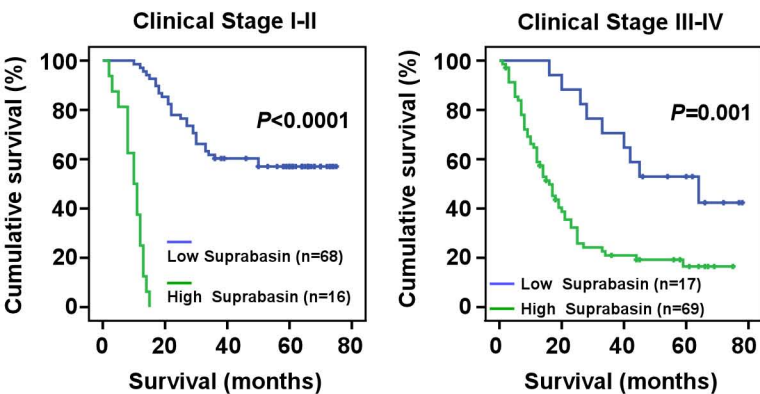 Clinical Stage I-II
Cumulative survival (%)
100
80
60
40
20
0
P<0.0001
Low Suprabasin (n=68)
High Suprabasin (n=16)
0 20 40 60 80
Survival (months)
Clinical Stage III-IV
Cumulative survival (%)
100
80
60
40
20
0
P=0.001
Low Suprabasin (n=17)
High Suprabasin (n=69)
0 20 40 60 80
Survival (months)